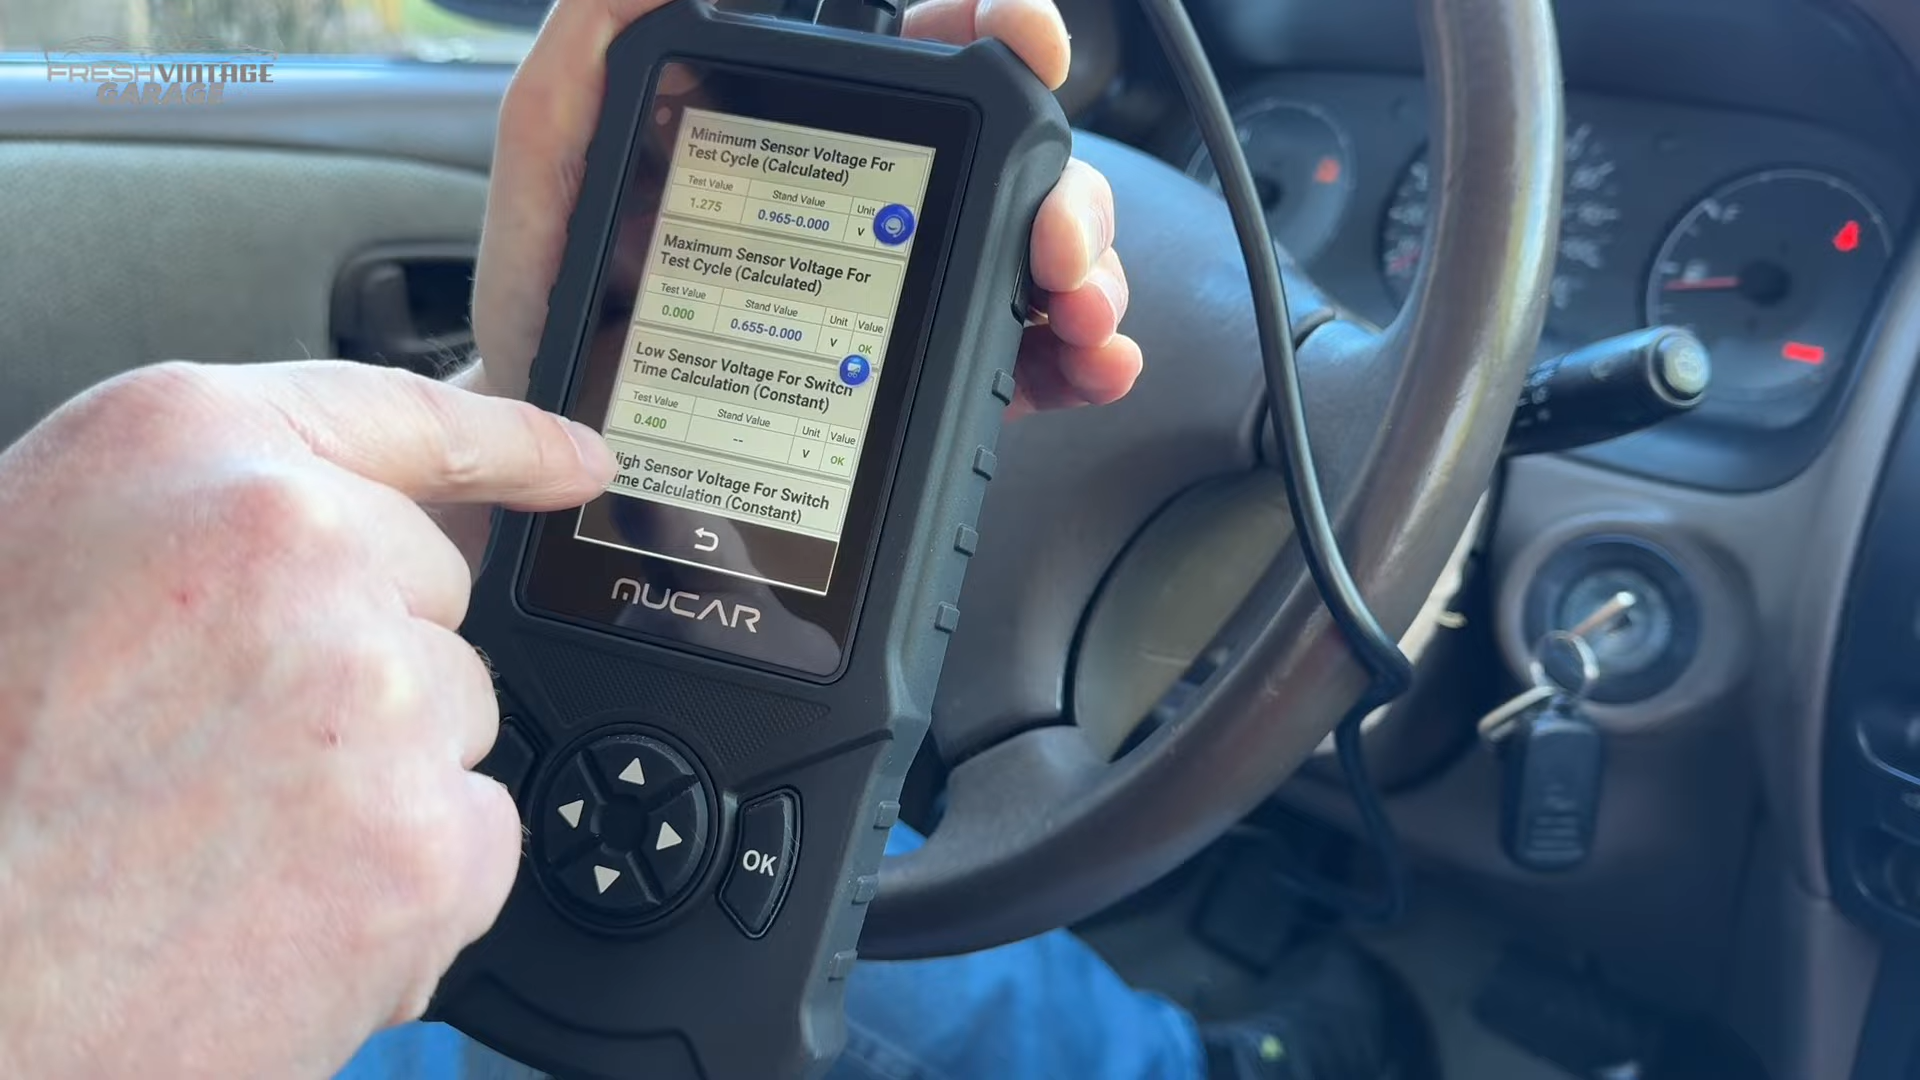 FRESHVINTAGE
GARAGE
Minimum Sensor Voltage For
Test Cycle (Calculated)
Test Value Stand Value Unit
1.275 0.965-0.000 V
Maximum Sensor Voltage For
Test Cycle (Calculated)
Test Value Stand Value Unit Value
0.000 0.655-0.000 V OK
Low Sensor Voltage For Switch
Time Calculation (Constant)
Test Value Stand Value Unit Value
0.400 -- V OK
High Sensor Voltage For Switch
Time Calculation (Constant)
MUCAR
OK